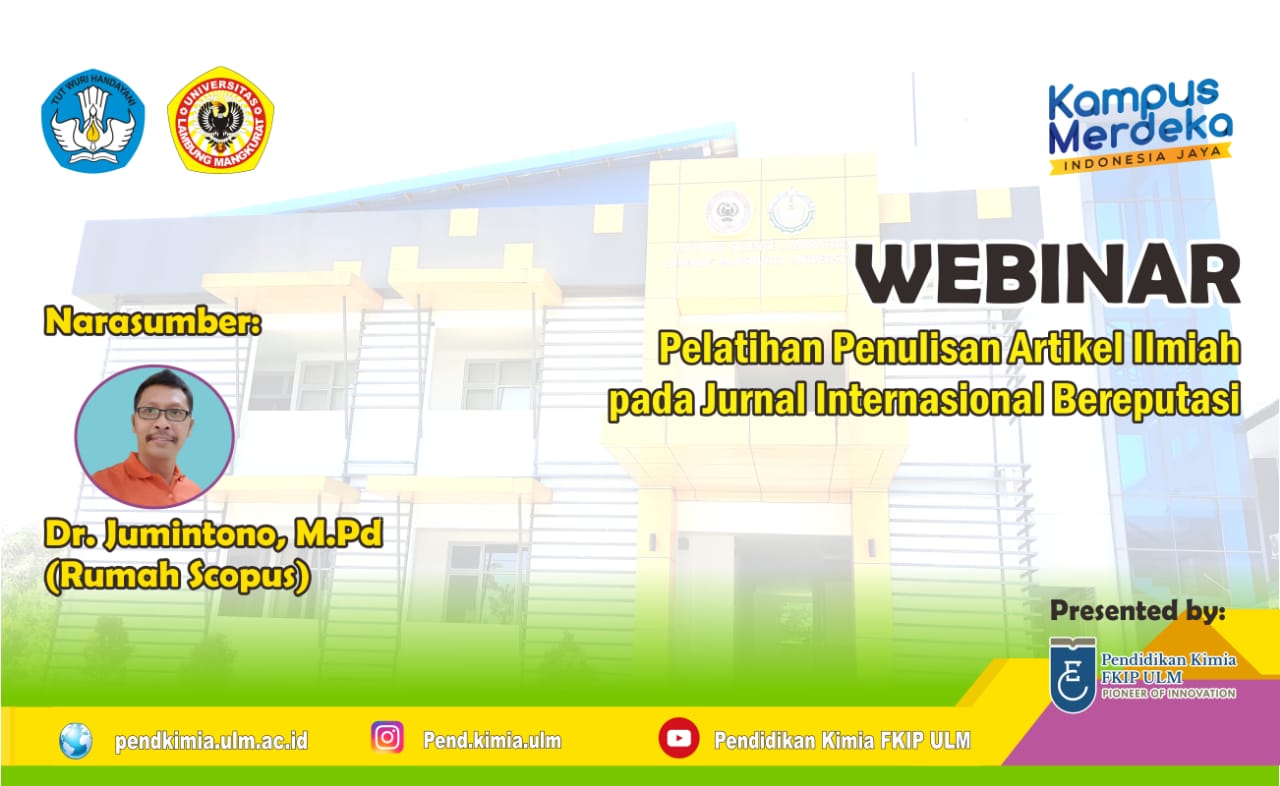 TUT WURI HANDAYANI
UNIVERSITAS
LAMBUNG MANGKURAT
Kampus
Merdeka
INDONESIA JAYA
WEBINAR
Pelatihan Penulisan Artikel Ilmiah
pada Jurnal Internasional Bereputasi
Narasumber:
Dr. Jumintono, M.Pd
(Rumah Scopus)
Presented by:
Pendidikan Kimia
FKIP ULM
PIONEER OF INNOVATION
pendkimia.ulm.ac.id
Pend.kimia.ulm
Pendidikan Kimia FKIP ULM